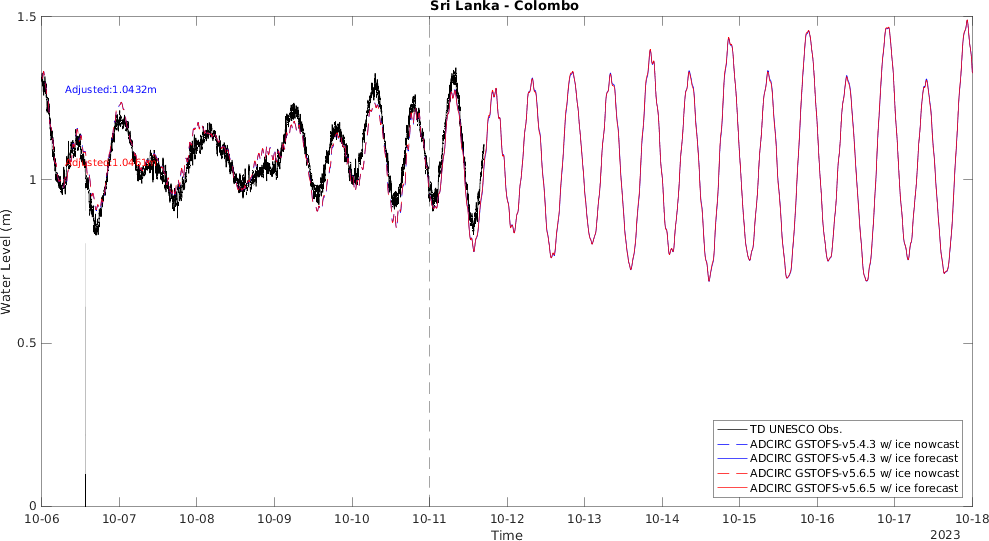 Sri Lanka - Colombo
1.5
Adjusted:1.0432m
1
Water Level (m)
0.5
TD UNESCO Obs.
ADCIRC GSTOFS-v5.4.3 w/ ice nowcast
ADCIRC GSTOFS-v5.4.3 w/ ice forecast
ADCIRC GSTOFS-v5.6.5 w/ ice nowcast
ADCIRC GSTOFS-v5.6.5 w/ ice forecast
0
10-06 10-07 10-08 10-09 10-10 10-11 10-12 10-13 10-14 10-15 10-16 10-17 10-18
Time
2023